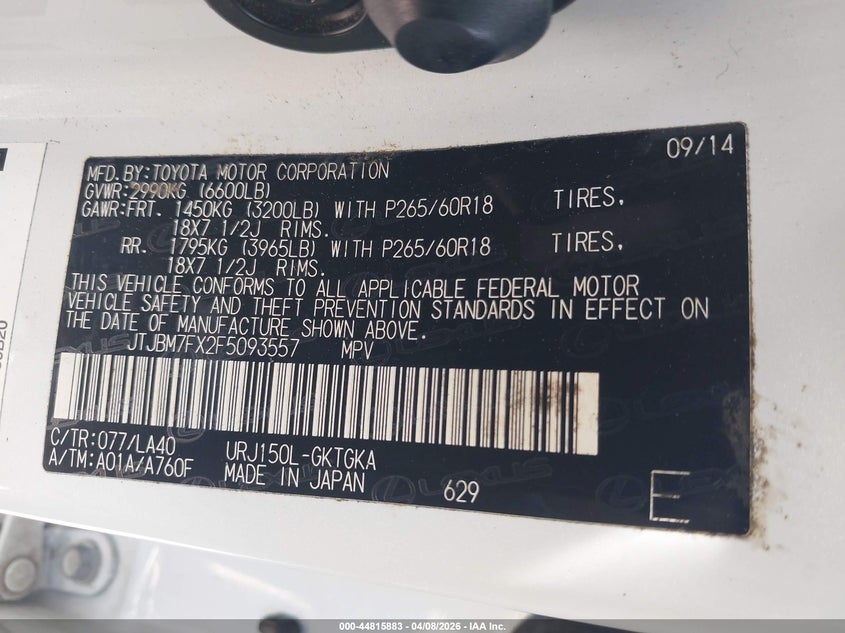 09/14
MFD.BY:TOYOTA MOTOR CORPORATION
GVWR:2990KG (6600LB)
GAWR:FRT. 1450KG (3200LB) WITH P265/60R18 TIRES,
18X7 1/2J RIMS.
RR. 1795KG (3965LB) WITH P265/60R18 TIRES,
18X7 1/2J RIMS.
THIS VEHICLE CONFORMS TO ALL APPLICABLE FEDERAL MOTOR
VEHICLE SAFETY AND THEFT PREVENTION STANDARDS IN EFFECT ON
THE DATE OF MANUFACTURE SHOWN ABOVE.
JTJBM7FX2F5093557 MPV
C/TR:077/LA40 URJ150L-GKTGKA
A/TM:A01A/A760F MADE IN JAPAN 629
E
000-44815883 | 04/08/2026 | IAA Inc.